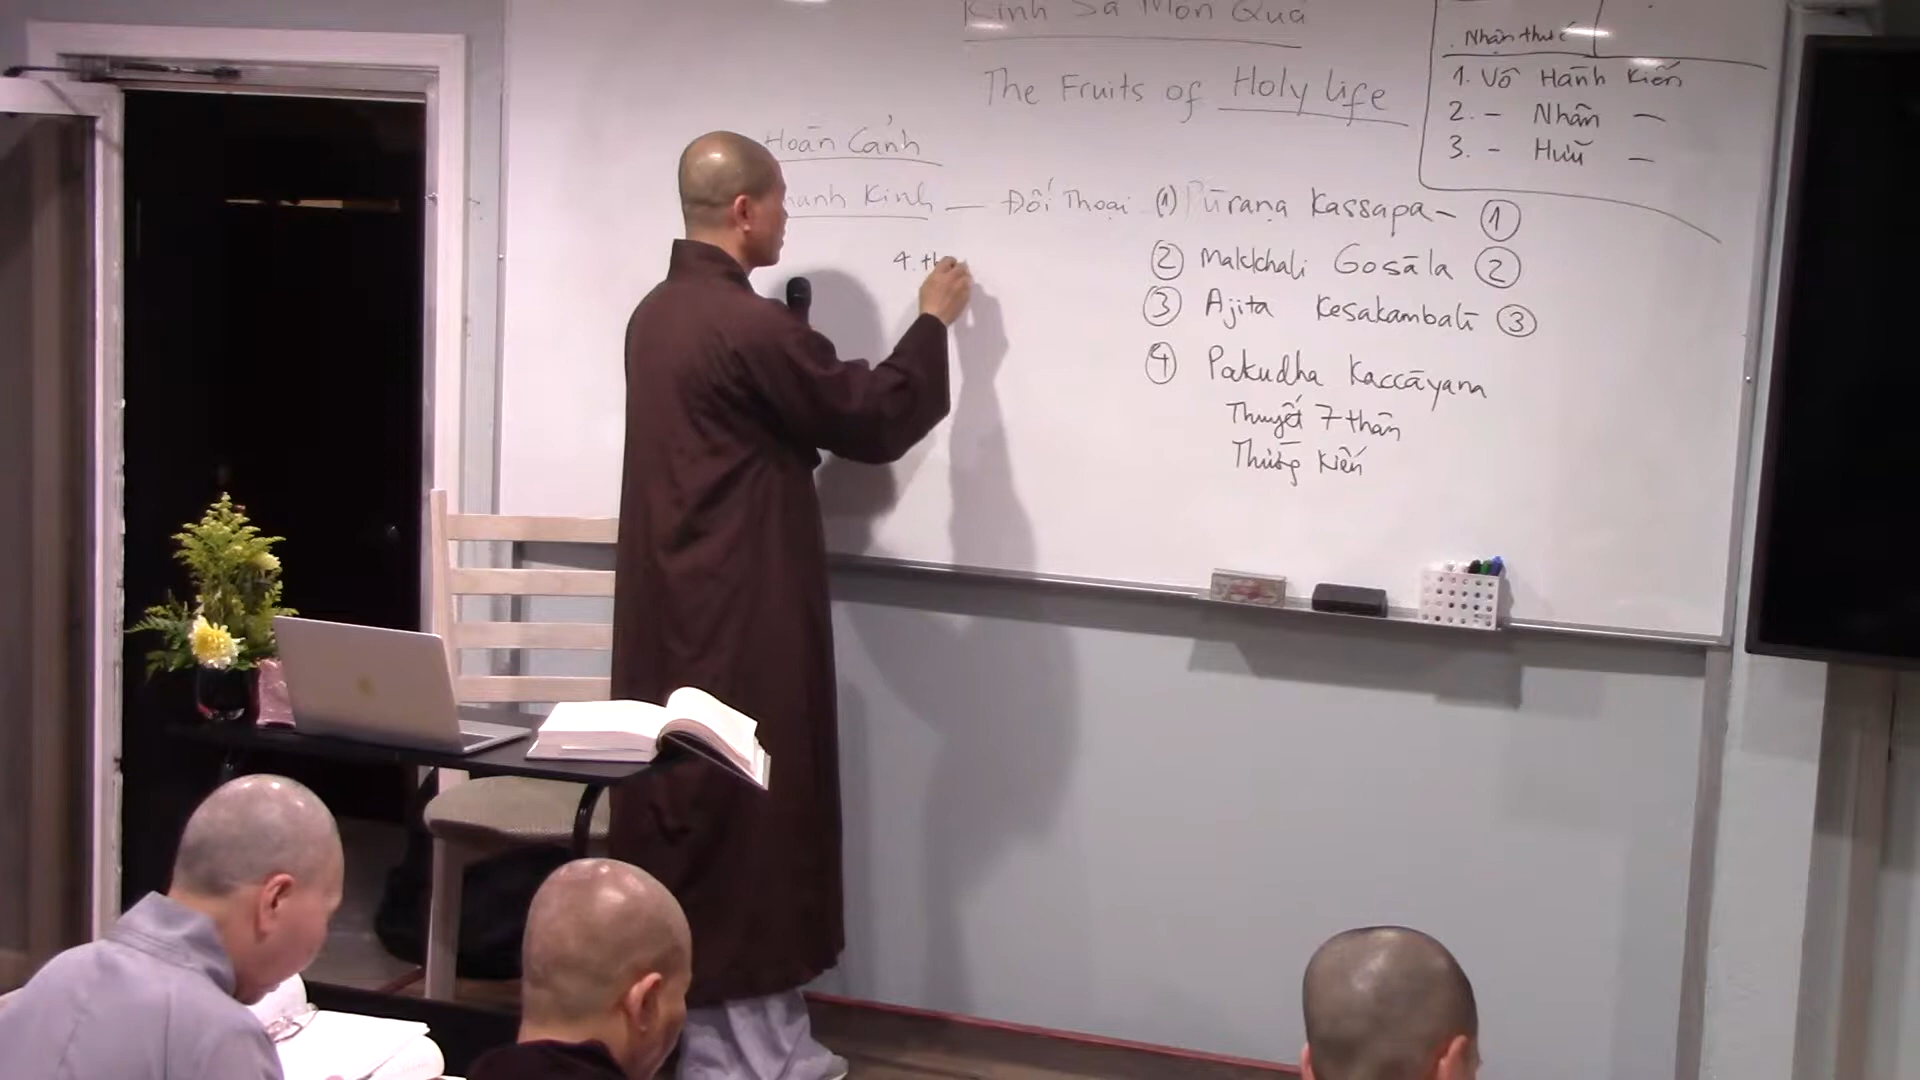 Kinh Sa Môn Quả
The Fruits of Holy life
Hoàn Cảnh
hanh Kinh — Đối Thoại (1) Pūraṇa Kassapa – ①
② Makkhali Gosāla ②
③ Ajita Kesakambalī ③
④ Pakudha Kaccāyana
Thuyết 7 thân
Thường Kiến
4. th
. Nhận thức
1. Vô Hành Kiến
2. – Nhân —
3. – Hữu —